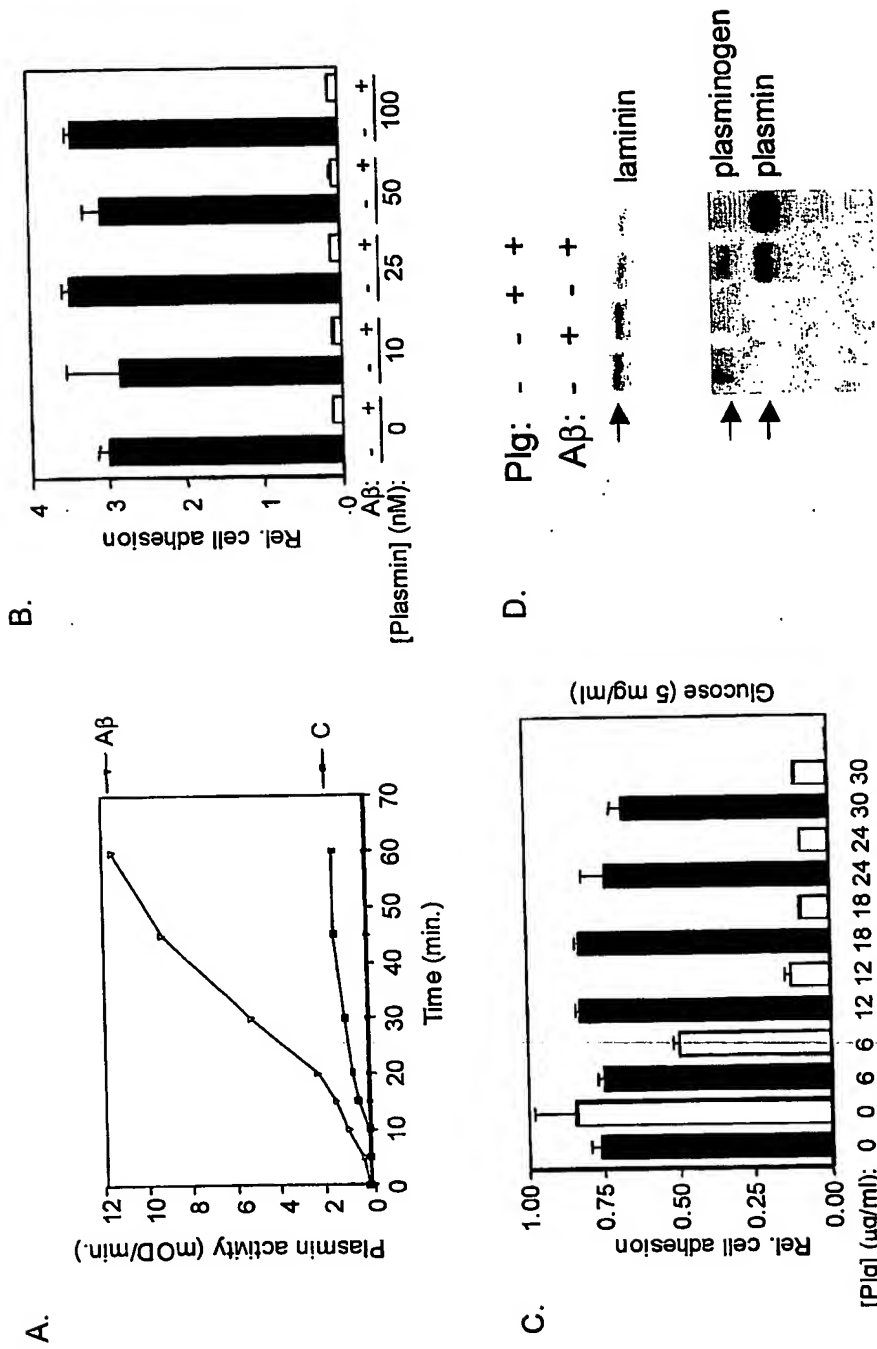 A.
Plasmin activity (mOD/min.)
12
10
8
6
4
2
0
0 10 20 30 40 50 60 70
Time (min.)
Aβ
C
B.
Rel. cell adhesion
4
3
2
1
0
Aβ: - + - + - + - + - +
[Plasmin] (nM): 0 10 25 50 100
C.
Rel. cell adhesion
1.00
0.75
0.50
0.25
0.00
[Plg] (µg/ml): 0 0 6 6 12 12 18 18 24 24 30 30
Glucose (5 mg/ml)
D.
Plg: - - + +
Aβ: - + - +
laminin
plasminogen
plasmin